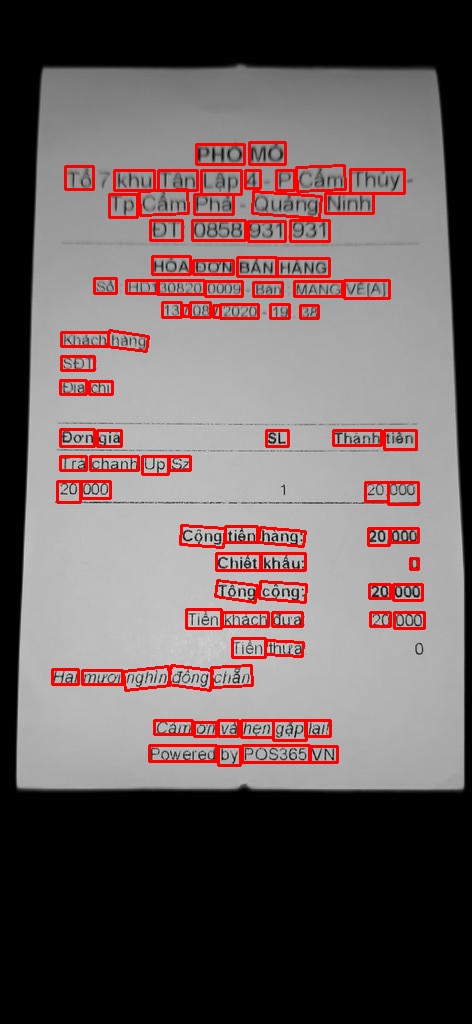 PHỐ MỎ
Tổ 7 khu Tân Lập 4 - P Cẩm Thủy -
Tp Cẩm Phả - Quảng Ninh
ĐT 0858 931 931
HÓA ĐƠN BÁN HÀNG
Số HD130820 0009 - Bàn MANG VỀ[A]
13/08/2020 - 19 38
Khách hàng
SĐT
Địa chỉ
Đơn giá SL Thành tiền
Trà chanh Up Sz
20 000 1 20 000
Cộng tiền hàng: 20 000
Chiết khấu: 0
Tổng cộng: 20 000
Tiền khách đưa 20 000
Tiền thừa 0
Hai mươi nghìn đồng chẵn
Cảm ơn và hẹn gặp lại!
Powered by POS365 VN